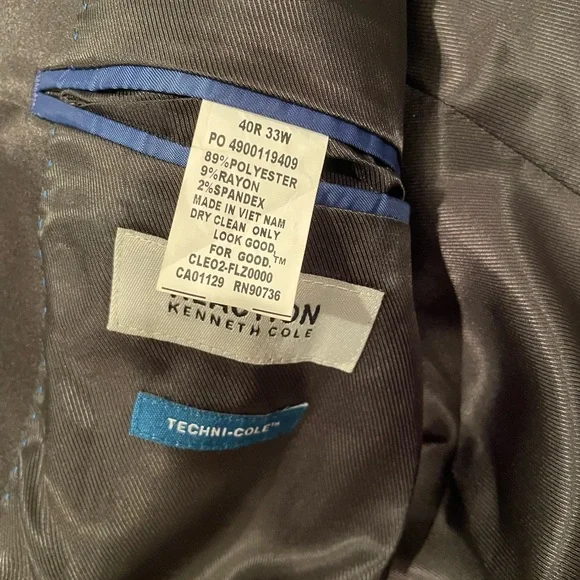 40R 33W
PO 4900119409
89%POLYESTER
9%RAYON
2%SPANDEX
MADE IN VIET NAM
DRY CLEAN ONLY
LOOK GOOD,
FOR GOOD.™
CLEO2-FLZ0000
CA01129 RN90736
REACTION
KENNETH COLE
TECHNI-COLE™